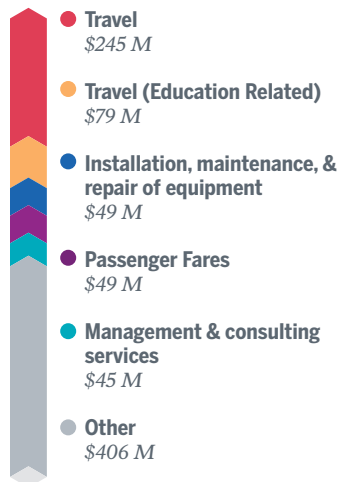 Travel
$245 M
Travel (Education Related)
$79 M
Installation, maintenance, &
repair of equipment
$49 M
Passenger Fares
$49 M
Management & consulting
services
$45 M
Other
$406 M